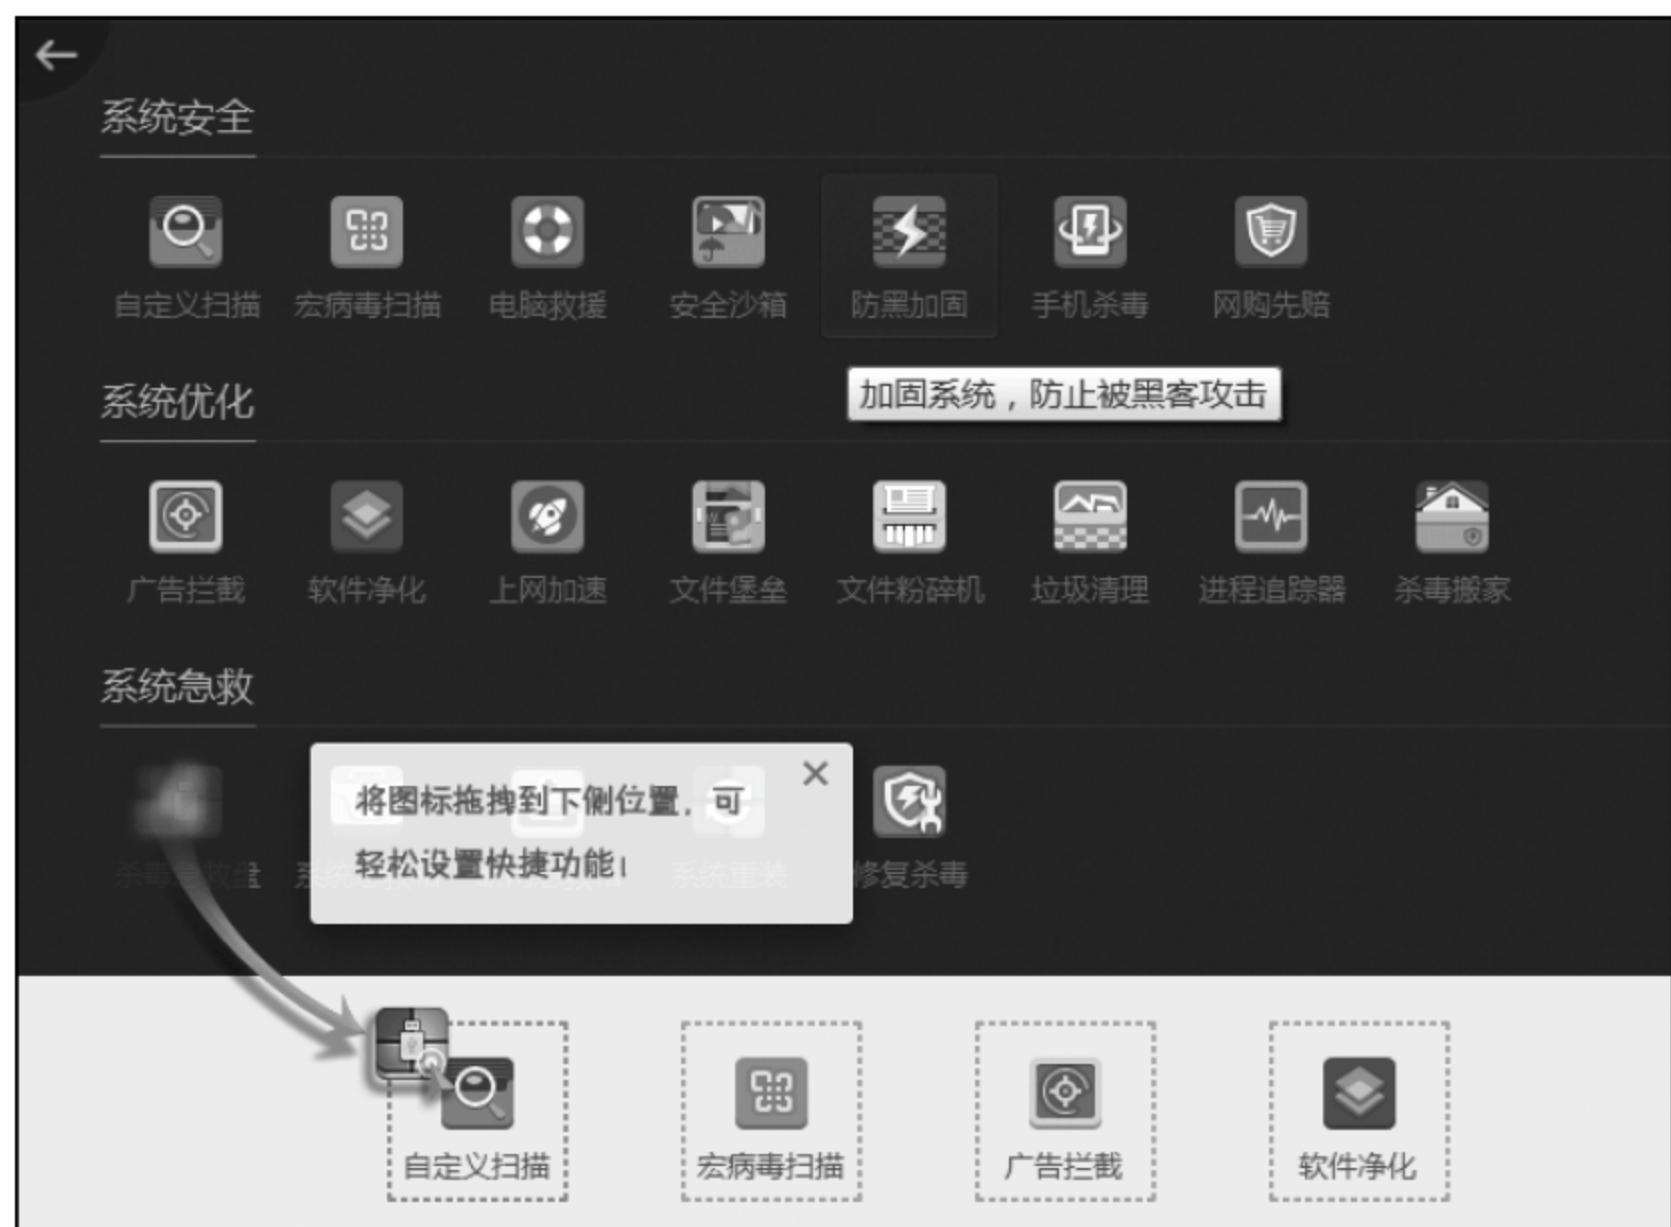 系统安全
自定义扫描 宏病毒扫描 电脑救援 安全沙箱 防黑加固 手机杀毒 网购先赔
系统优化
加固系统，防止被黑客攻击
广告拦截 软件净化 上网加速 文件堡垒 文件粉碎机 垃圾清理 进程追踪器 杀毒搬家
系统急救
将图标拖拽到下侧位置，可
轻松设置快捷功能！
杀毒急救盘 系统重装 修复杀毒
自定义扫描 宏病毒扫描 广告拦截 软件净化